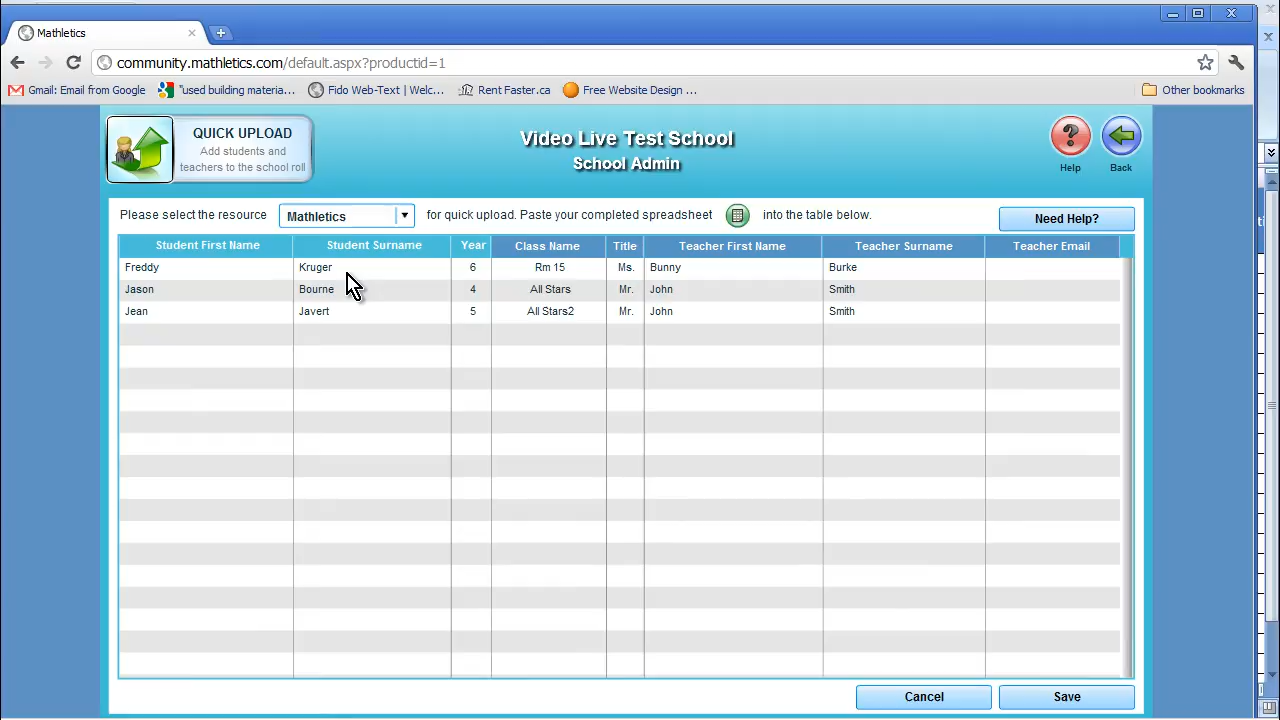 Mathletics
community.mathletics.com/default.aspx?productid=1
Gmail: Email from Google "used building materia... Fido Web-Text | Welc... Rent Faster.ca Free Website Design ... Other bookmarks
QUICK UPLOAD
Add students and
teachers to the school roll
Video Live Test School
School Admin
Help
Back
Please select the resource Mathletics for quick upload. Paste your completed spreadsheet into the table below.
Need Help?
Student First Name Student Surname Year Class Name Title Teacher First Name Teacher Surname Teacher Email
Freddy Kruger 6 Rm 15 Ms. Bunny Burke
Jason Bourne 4 All Stars Mr. John Smith
Jean Javert 5 All Stars2 Mr. John Smith
Cancel Save